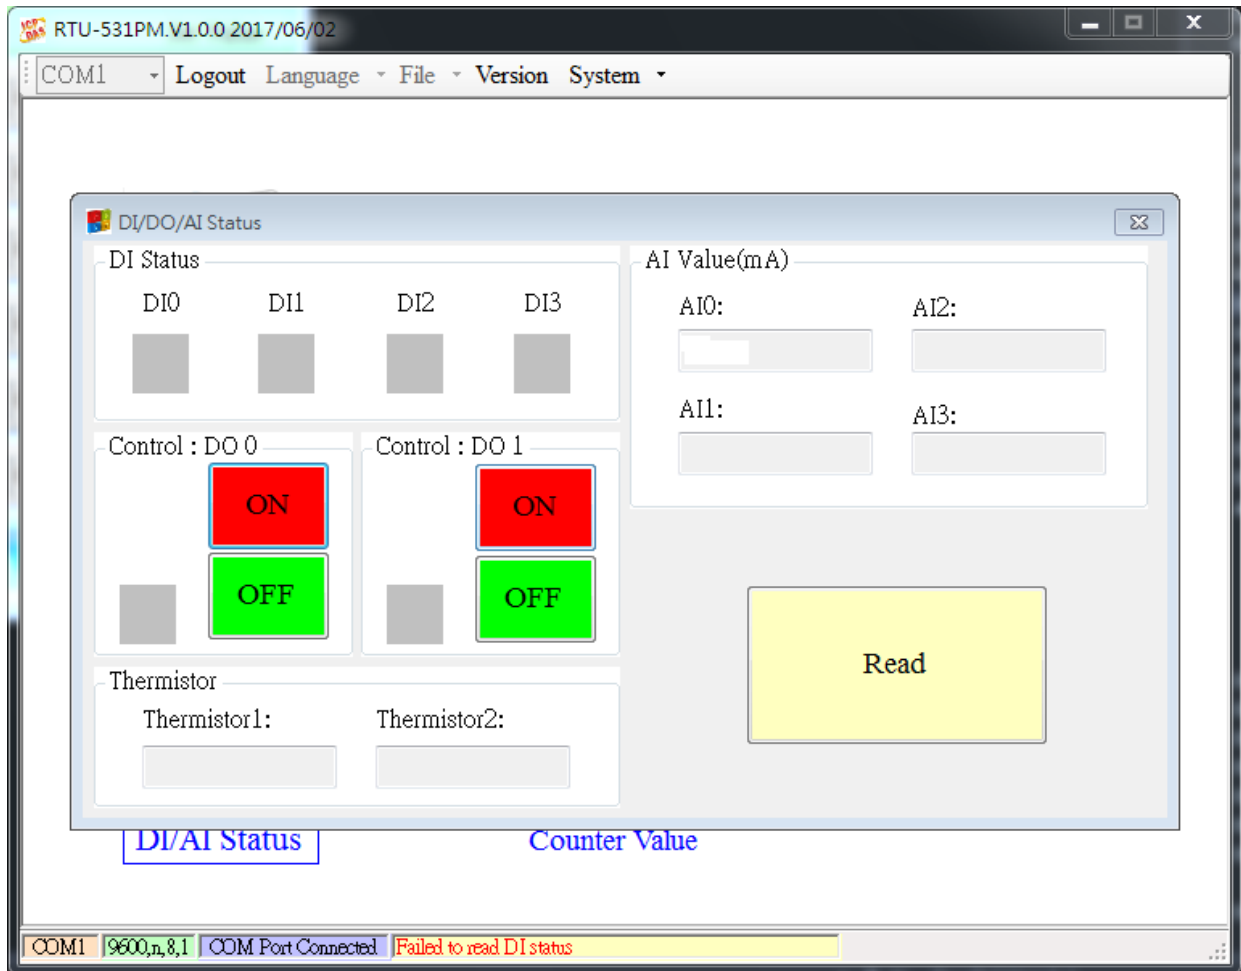 RTU-531PM.V1.0.0 2017/06/02
COM1 Logout Language File Version System
DI/DO/AI Status
DI Status
DI0 DI1 DI2 DI3
AI Value(mA)
AI0: AI2:
AI1: AI3:
Control : DO 0
ON
OFF
Control : DO 1
ON
OFF
Read
Thermistor
Thermistor1: Thermistor2:
DI/AI Status Counter Value
COM1 9600,n,8,1 COM Port Connected Failed to read DI status